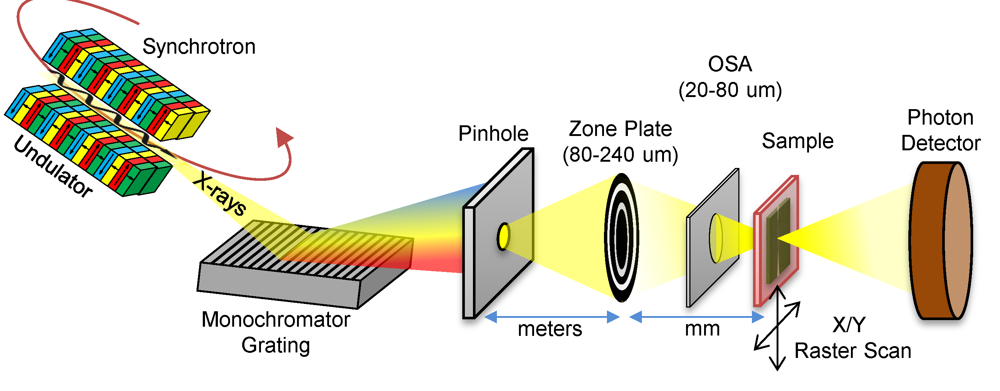 Synchrotron
Undulator
X-rays
Monochromator
Grating
Pinhole
Zone Plate
(80-240 um)
OSA
(20-80 um)
Sample
Photon
Detector
meters
mm
X/Y
Raster Scan